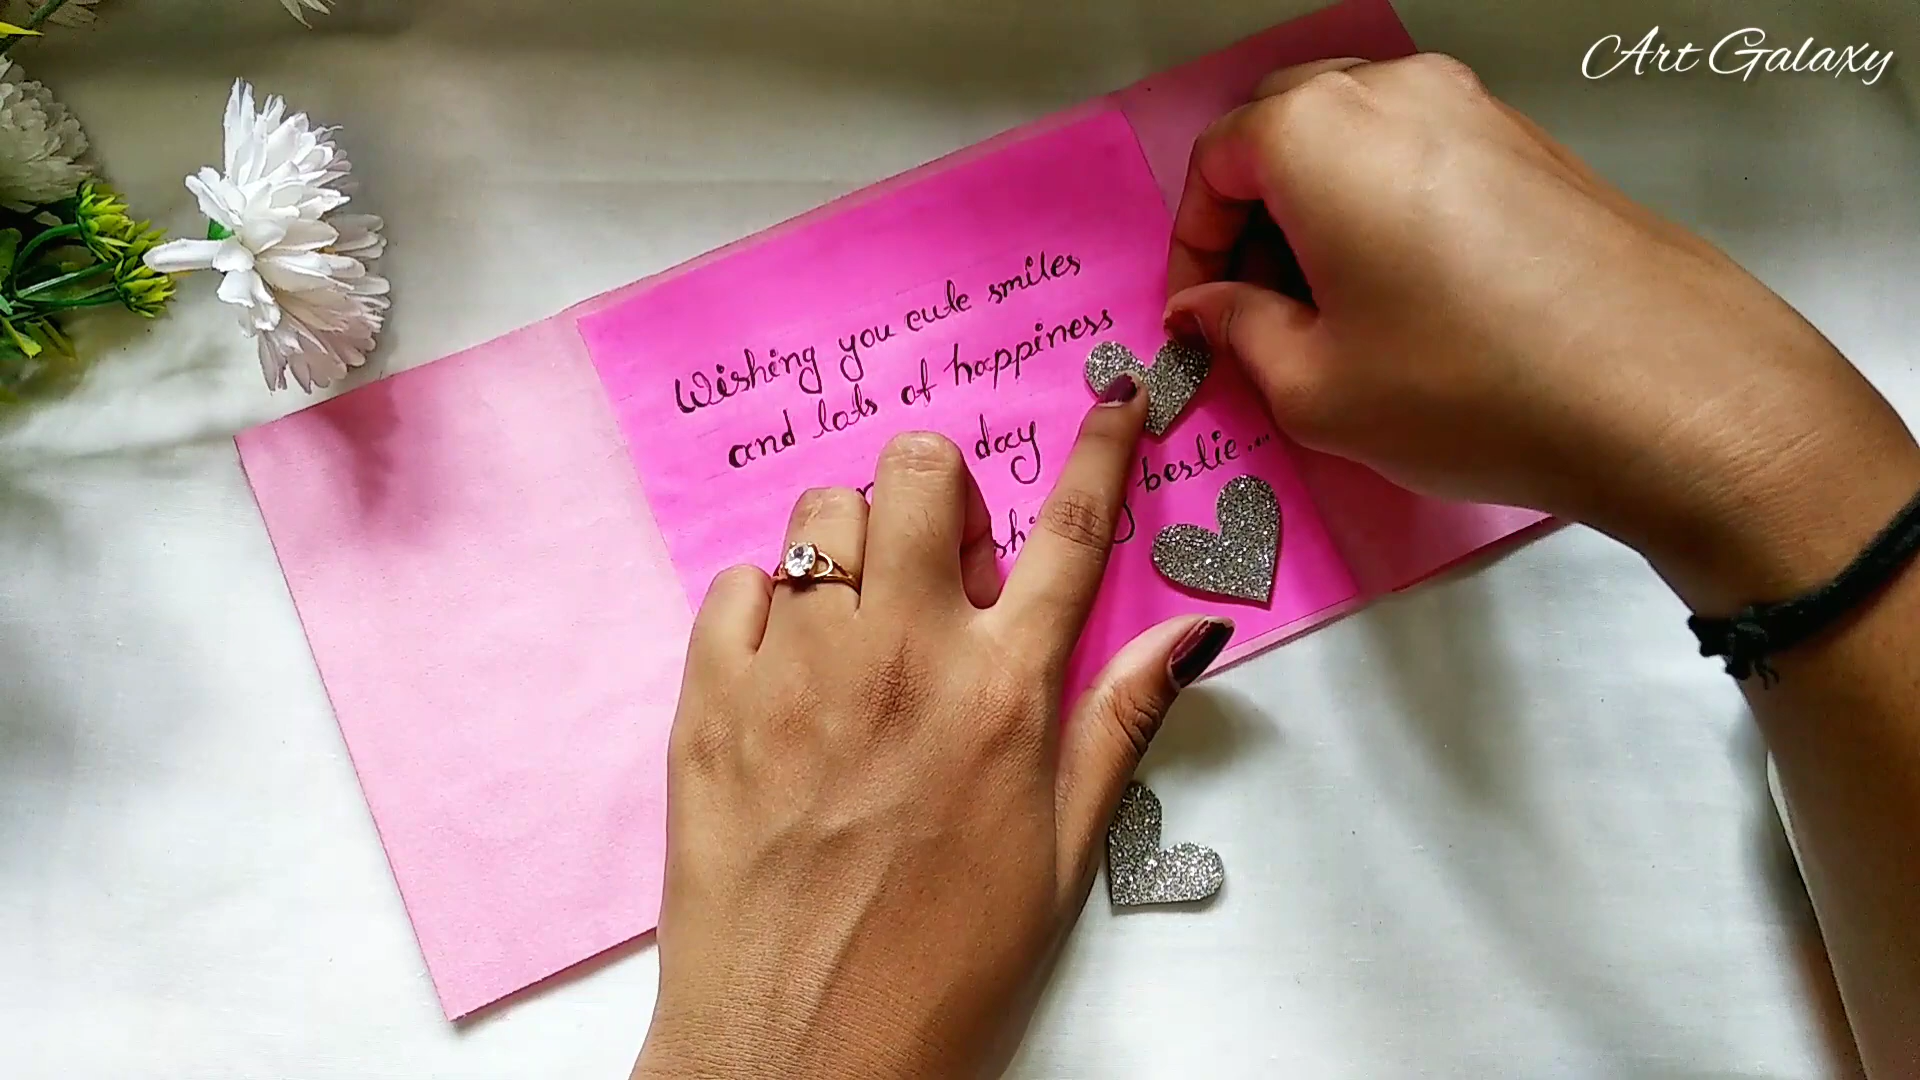 Art Galaxy
Wishing you cute smiles
and lots of happiness
day
bestie....